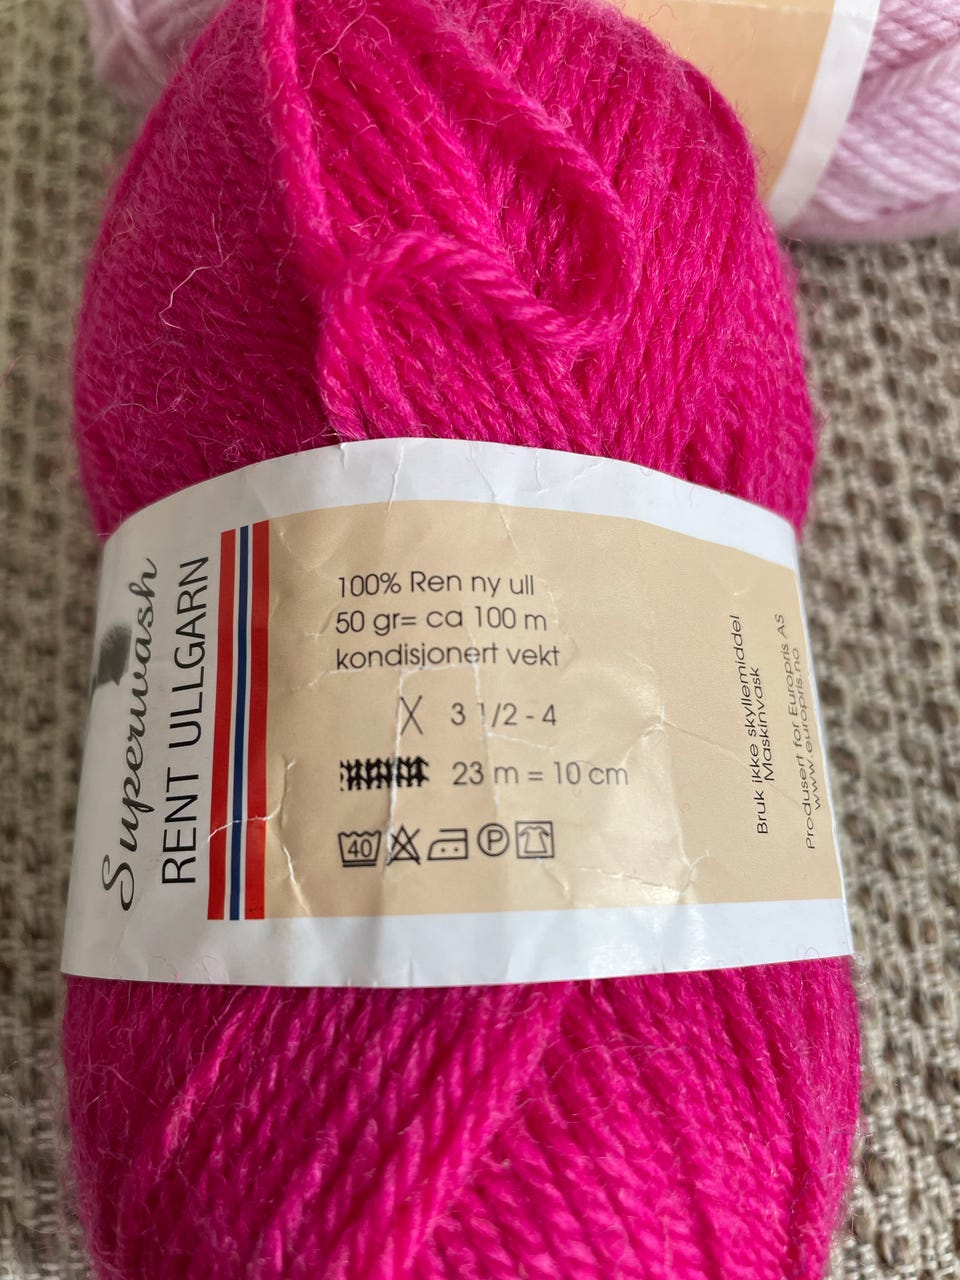 Superwash
RENT ULLGARN
100% Ren ny ull
50 gr= ca 100 m
kondisjonert vekt
3 1/2 - 4
23 m = 10 cm
40
P
Bruk ikke skyllemiddel
Maskinvask
Produsert for Europris AS
www.europris.no